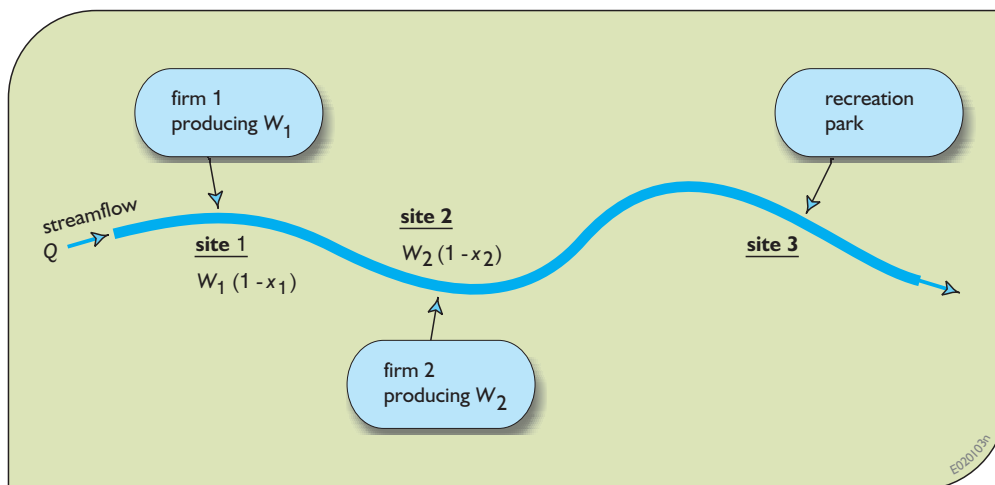 firm 1
producing W1
recreation
park
streamflow
Q
site 1
W1 (1 - x1)
site 2
W2 (1 - x2)
site 3
firm 2
producing W2
E020103n